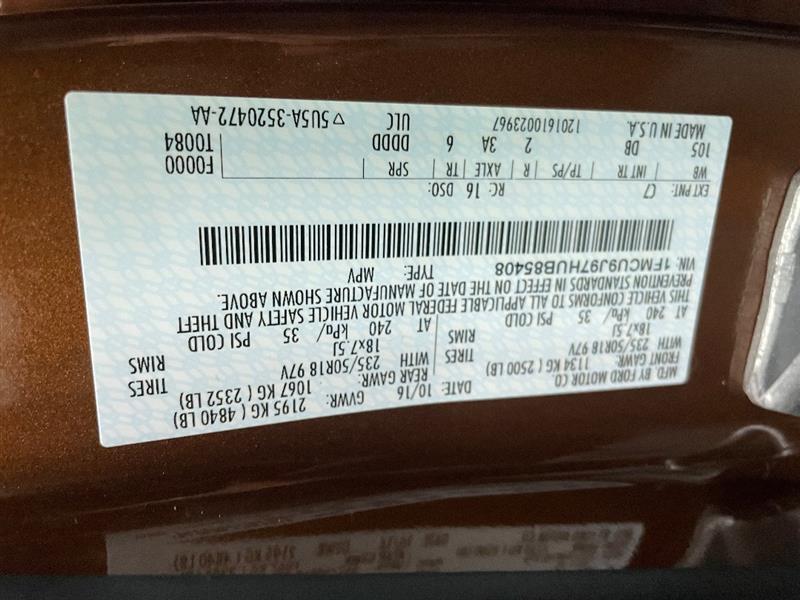 MFD. BY FORD MOTOR CO.
DATE: 10/16 GVWR: 2195 KG ( 4840 LB)
FRONT GAWR: REAR GAWR:
1134 KG ( 2500 LB) 1067 KG ( 2352 LB)
WITH 235/50R18 97V TIRES WITH 235/50R18 97V TIRES
18x7.5J RIMS 18x7.5J RIMS
AT 240 kPa/ 35 PSI COLD AT 240 kPa/ 35 PSI COLD
THIS VEHICLE CONFORMS TO ALL APPLICABLE FEDERAL MOTOR VEHICLE SAFETY AND THEFT
PREVENTION STANDARDS IN EFFECT ON THE DATE OF MANUFACTURE SHOWN ABOVE.
VIN: 1FMCU9J97HUB85408 TYPE: MPV
EXT PNT: C7 RC: 16 DSO:
WB INT TR TP/PS R AXLE TR SPR F0000
105 DB 2 3A 6 DDDD T0084
MADE IN U.S.A. 1201610023967 ULC ▽ 5U5A-3520472-AA